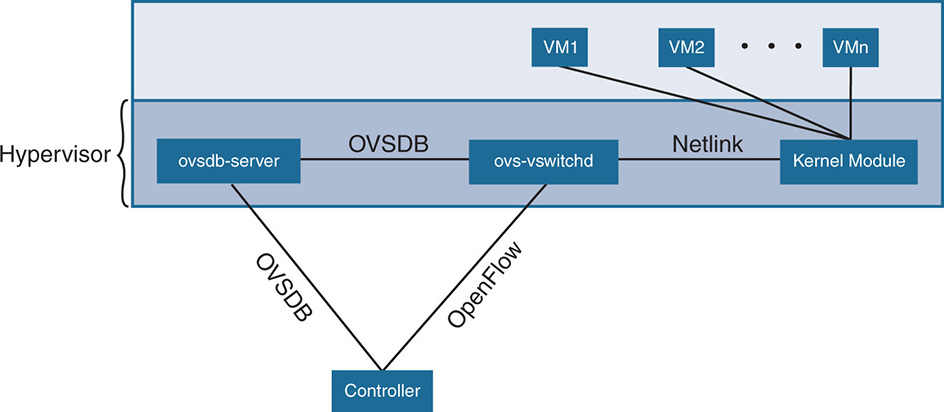 VM1
VM2
VMn
Hypervisor
ovsdb-server
OVSDB
ovs-vswitchd
Netlink
Kernel Module
OVSDB
OpenFlow
Controller